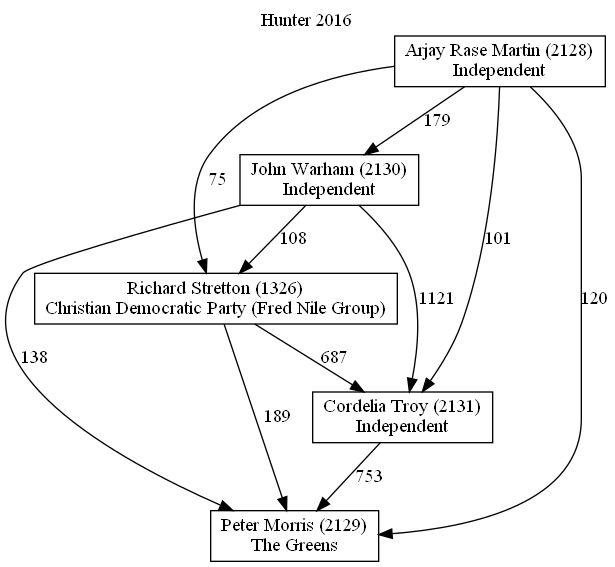 Hunter 2016
Arjay Rase Martin (2128)
Independent
179
John Warham (2130)
Independent
75
108
101
Richard Stretton (1326)
Christian Democratic Party (Fred Nile Group)
1121
120
138
687
189
Cordelia Troy (2131)
Independent
753
Peter Morris (2129)
The Greens